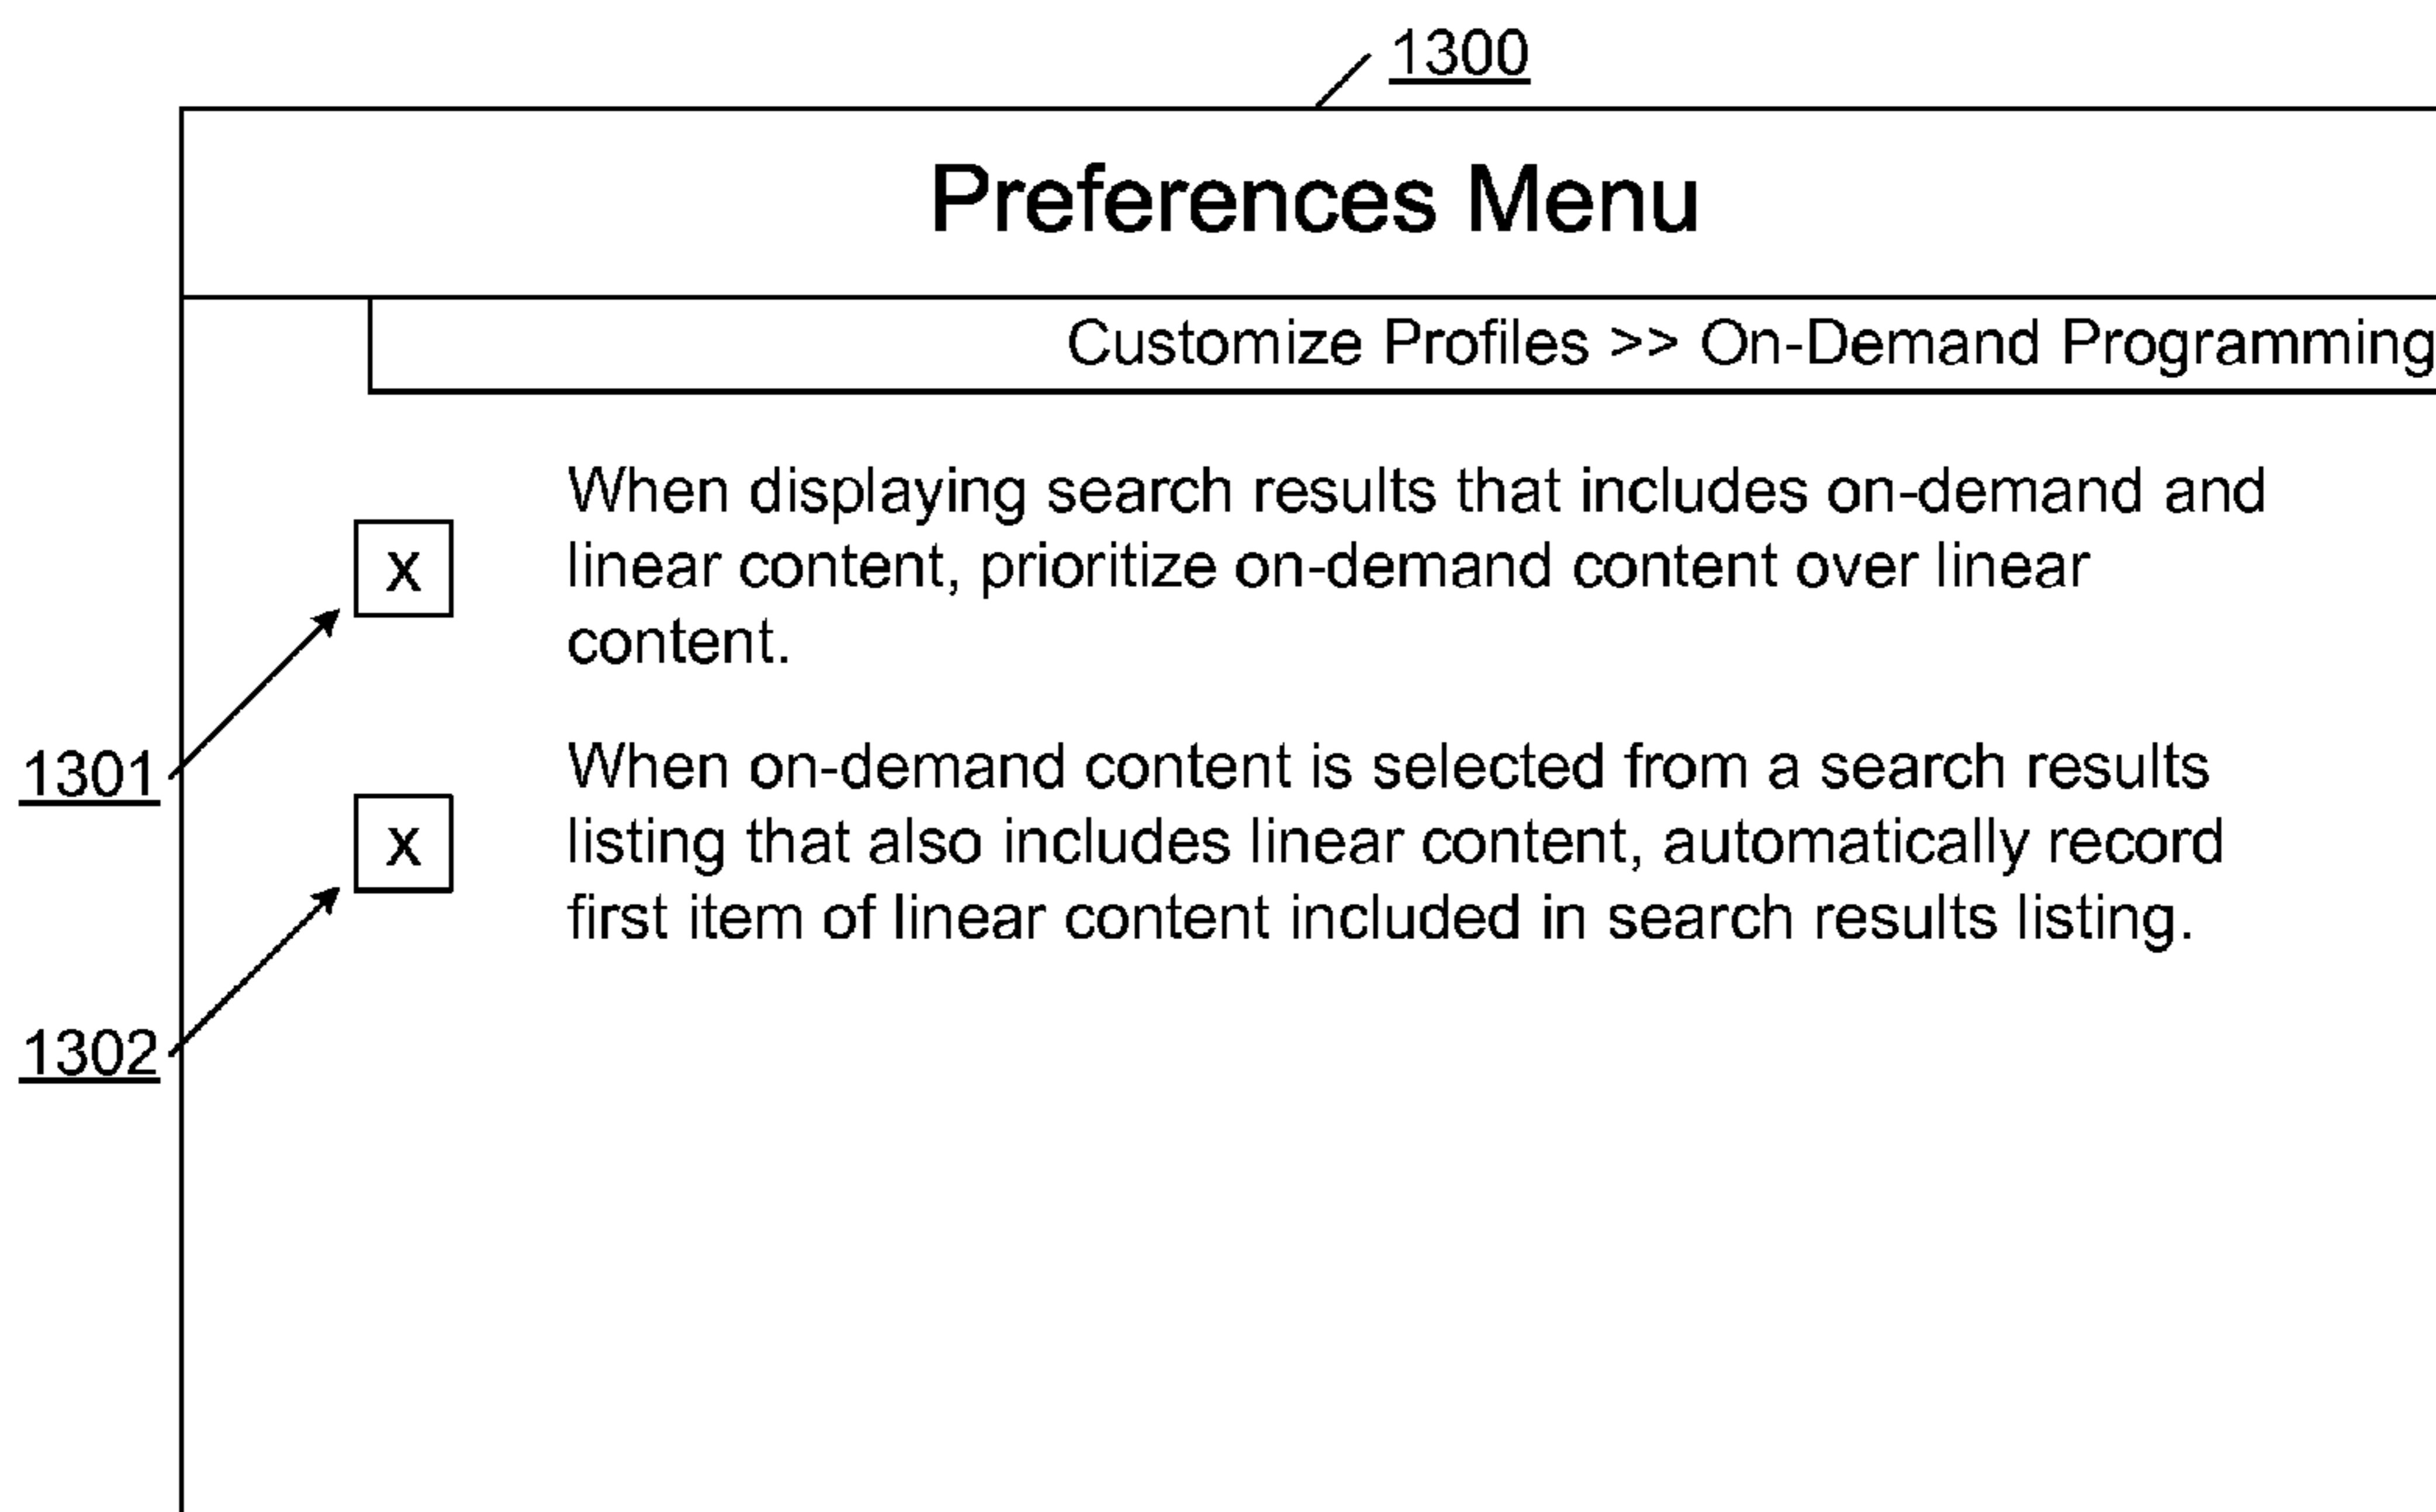 1300
Preferences Menu
Customize Profiles >> On-Demand Programming
When displaying search results that includes on-demand and
linear content, prioritize on-demand content over linear
content.
1301
X
When on-demand content is selected from a search results
listing that also includes linear content, automatically record
first item of linear content included in search results listing.
1302
X